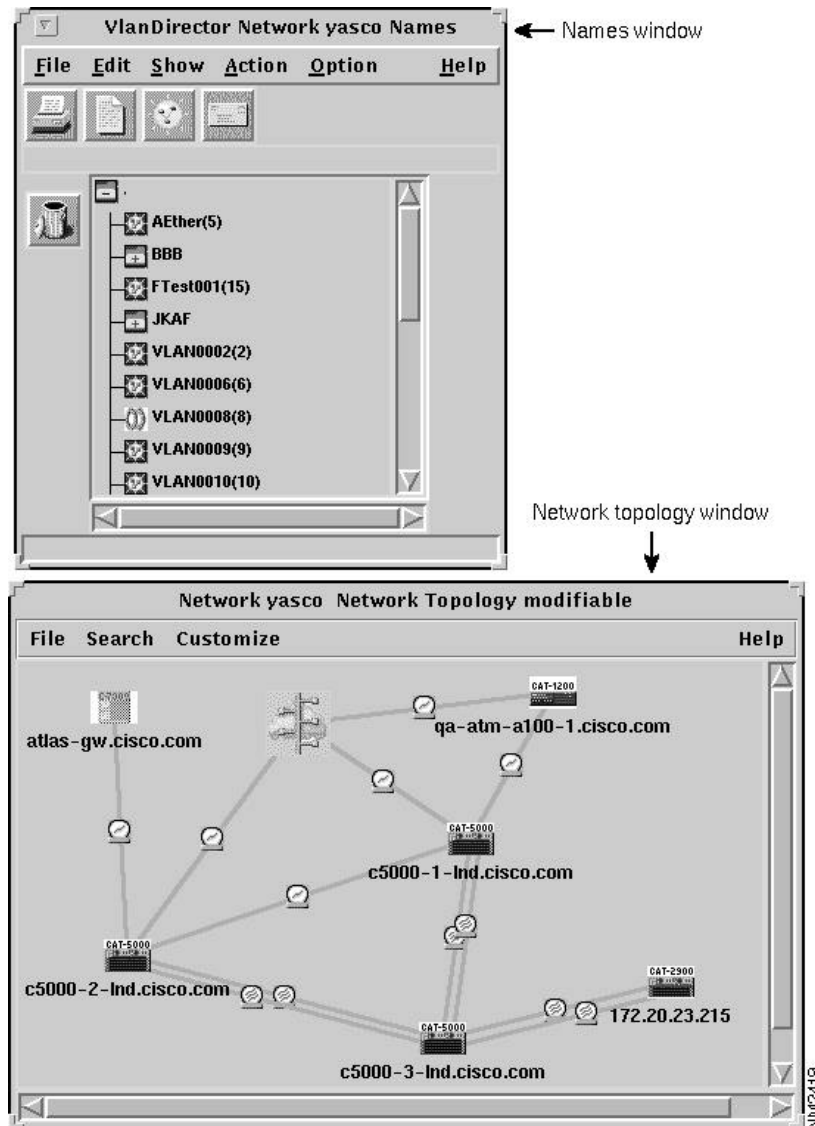 VlanDirector Network yasco Names
Names window
File Edit Show Action Option Help
.
AEther(5)
BBB
FTest001(15)
JKAF
VLAN0002(2)
VLAN0006(6)
VLAN0008(8)
VLAN0009(9)
VLAN0010(10)
Network topology window
Network yasco Network Topology modifiable
File Search Customize Help
C7000
atlas-gw.cisco.com
CAT-1200
qa-atm-a100-1.cisco.com
CAT-5000
c5000-1-lnd.cisco.com
CAT-5000
c5000-2-lnd.cisco.com
CAT-2900
172.20.23.215
CAT-5000
c5000-3-lnd.cisco.com